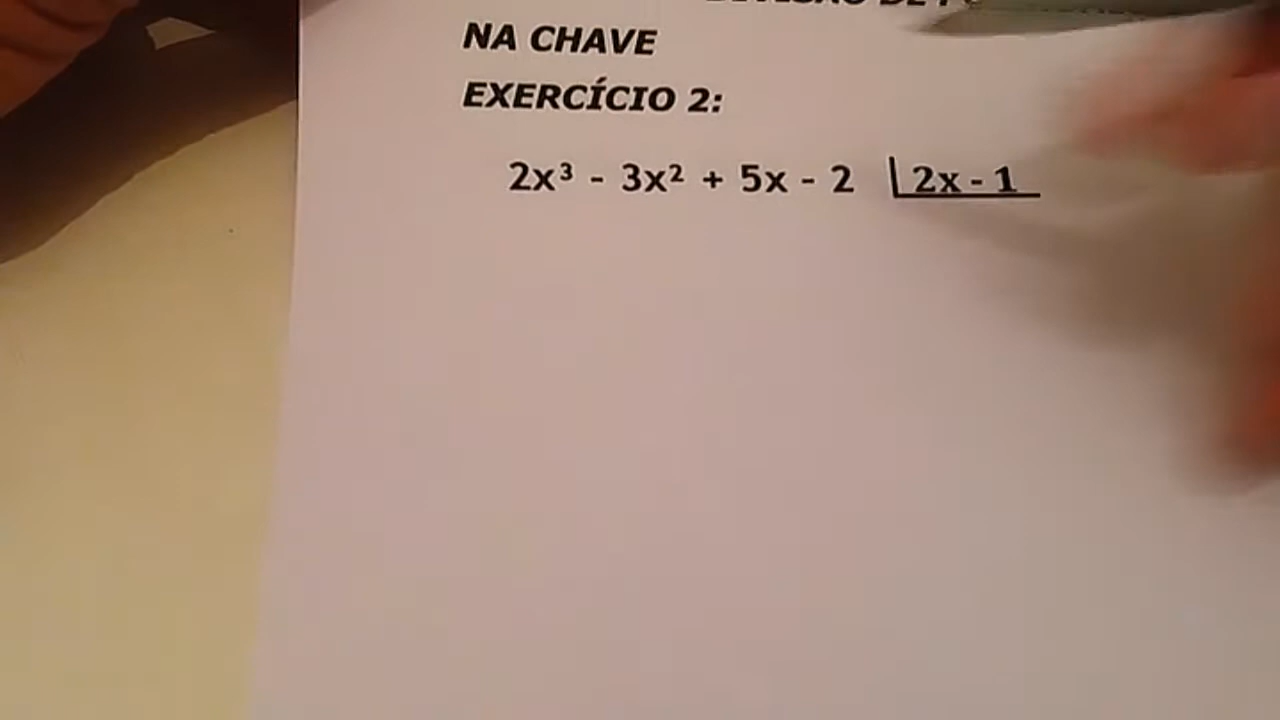 NA CHAVE
EXERCÍCIO 2:
2x³ - 3x² + 5x - 2 |2x - 1